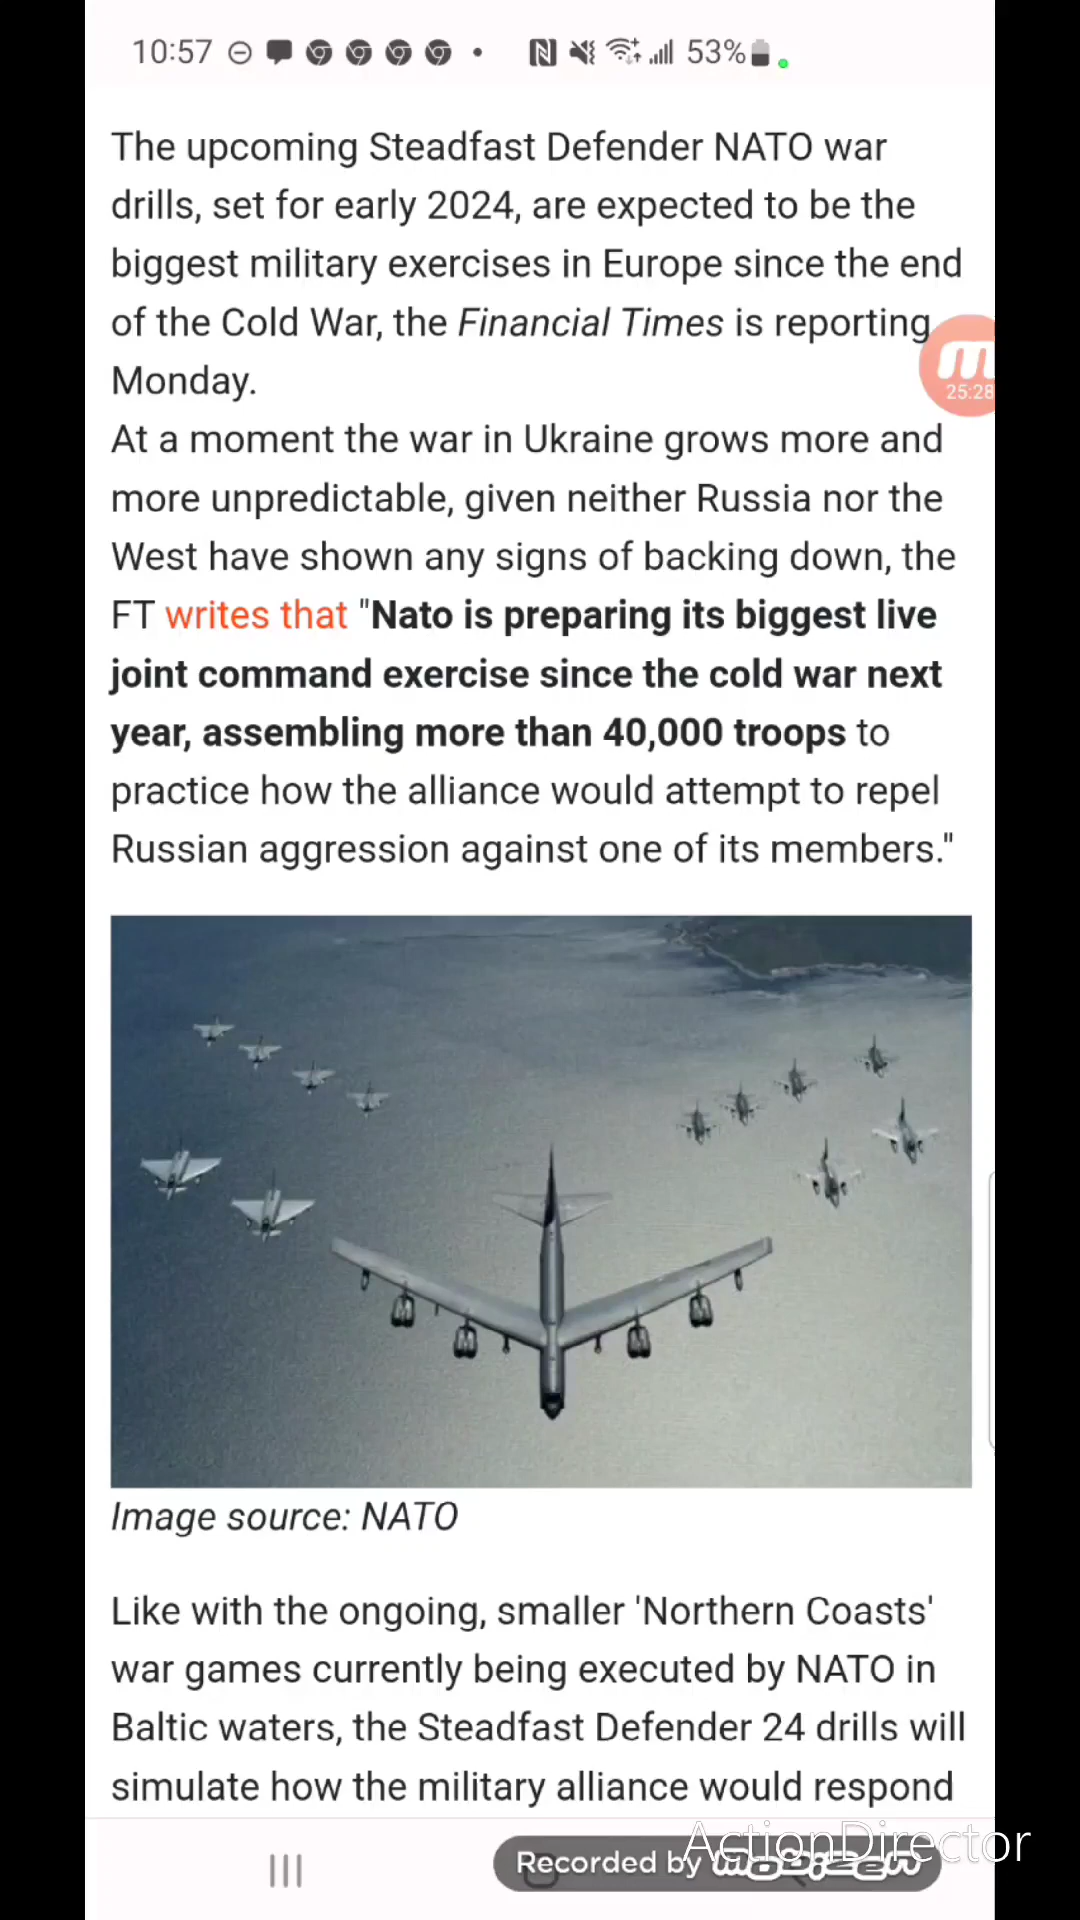 10:57
53%
The upcoming Steadfast Defender NATO war
drills, set for early 2024, are expected to be the
biggest military exercises in Europe since the end
of the Cold War, the Financial Times is reporting
Monday.
25:28
At a moment the war in Ukraine grows more and
more unpredictable, given neither Russia nor the
West have shown any signs of backing down, the
FT writes that "Nato is preparing its biggest live
joint command exercise since the cold war next
year, assembling more than 40,000 troops to
practice how the alliance would attempt to repel
Russian aggression against one of its members."
Image source: NATO
Like with the ongoing, smaller 'Northern Coasts'
war games currently being executed by NATO in
Baltic waters, the Steadfast Defender 24 drills will
simulate how the military alliance would respond
ActionDirector
Recorded by MOBIZEN